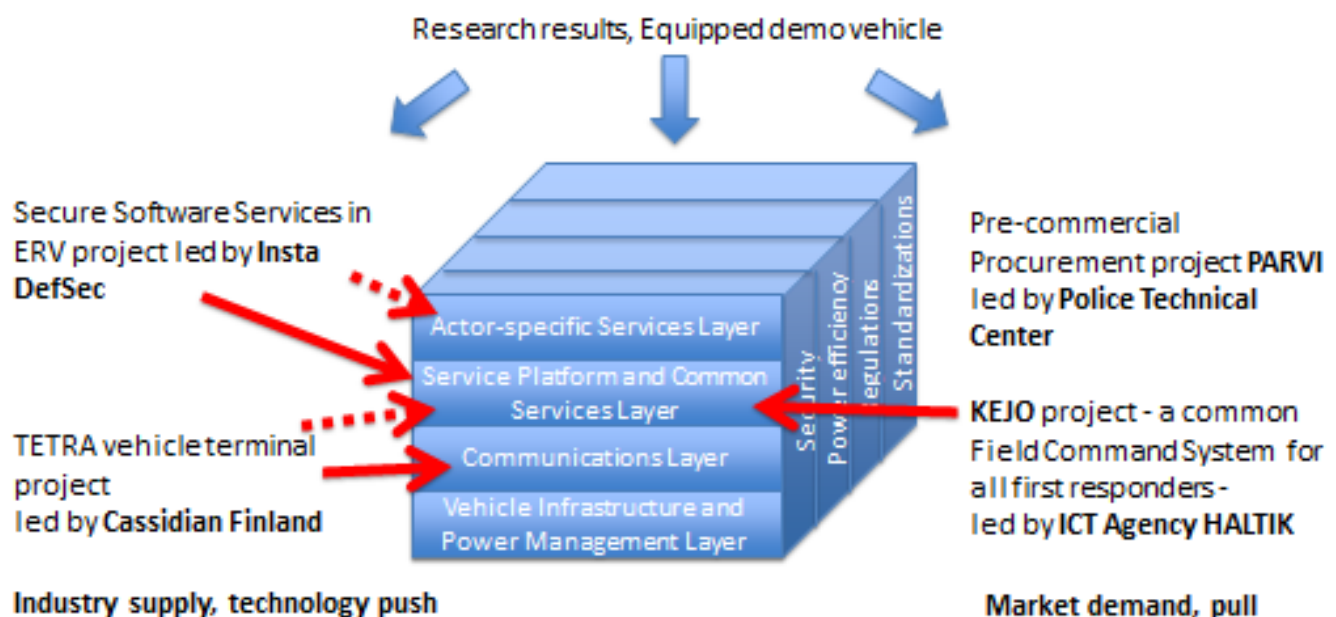 Research results, Equipped demo vehicle
Secure Software Services in
ERV project led by Insta
DefSec
TETRA vehicle terminal
project
led by Cassidian Finland
Actor-specific Services Layer
Service Platform and Common
Services Layer
Communications Layer
Vehicle Infrastructure and
Power Management Layer
Security
Power efficiency
Regulations
Standardizations
Pre-commercial
Procurement project PARVI
led by Police Technical
Center
KEJO project - a common
Field Command System for
all first responders -
led by ICT Agency HALTIK
Industry supply, technology push
Market demand, pull